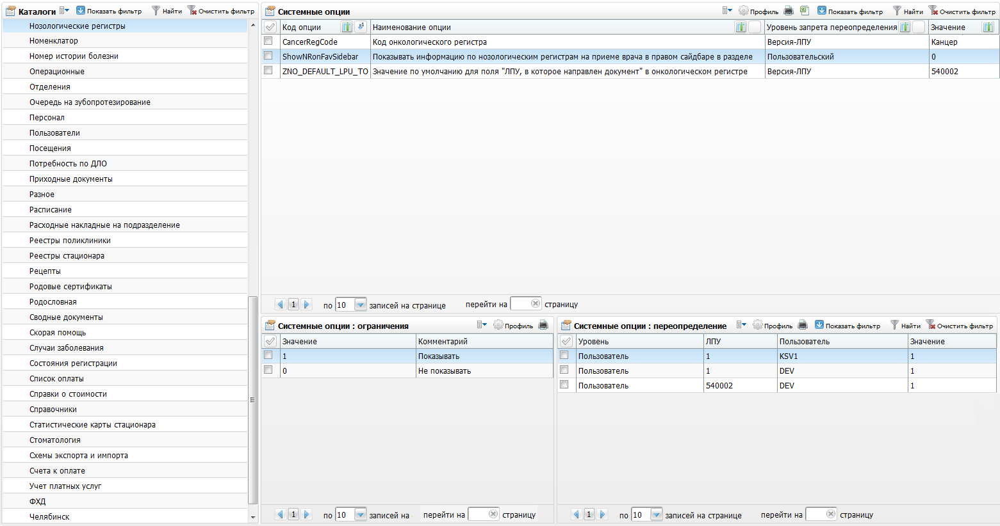 Каталоги Показать фильтр Найти Очистить фильтр
Нозологические регистры
Номенклатор
Номер истории болезни
Операционные
Отделения
Очередь на зубопротезирование
Персонал
Пользователи
Посещения
Потребность по ДЛО
Приходные документы
Разное
Расписание
Расходные накладные на подразделение
Реестры поликлиники
Реестры стационара
Рецепты
Родовые сертификаты
Родословная
Сводные документы
Скорая помощь
Случаи заболевания
Состояния регистрации
Список оплаты
Справки о стоимости
Справочники
Статистические карты стационара
Стоматология
Схемы экспорта и импорта
Счета к оплате
Учет платных услуг
ФХД
Челябинск
Системные опции Профиль Показать фильтр Найти Очистить фильтр
Код опции Наименование опции Уровень запрета переопределения Значение
CancerRegCode Код онкологического регистра Версия-ЛПУ Канцер
ShowNRonFavSidebar Показывать информацию по нозологическим регистрам на приеме врача в правом сайдбаре в разделе Пользовательский 0
ZNO_DEFAULT_LPU_TO Значение по умолчанию для поля "ЛПУ, в которое направлен документ" в онкологическом регистре Версия-ЛПУ 540002
1 по 10 записей на странице перейти на страницу
Системные опции : ограничения Профиль
Значение Комментарий
1 Показывать
0 Не показывать
1 по 10 записей на перейти на страницу
Системные опции : переопределение Профиль Показать фильтр Найти Очистить фильтр
Уровень ЛПУ Пользователь Значение
Пользователь 1 KSV1 1
Пользователь 1 DEV 1
Пользователь 540002 DEV 1
1 по 10 записей на странице перейти на страницу